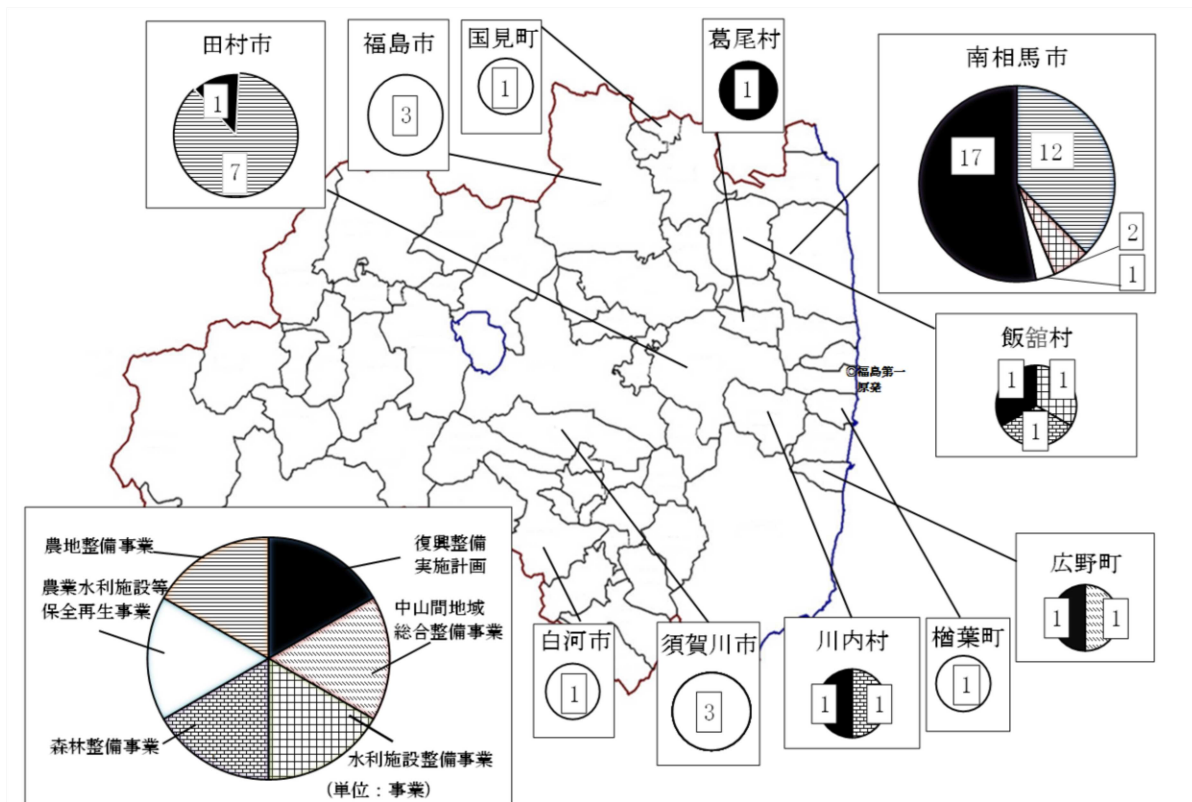 田村市
1
7
福島市
3
国見町
1
葛尾村
1
南相馬市
17
12
2
1
飯舘村
1
1
1
◎福島第一
原発
広野町
1
1
楢葉町
1
川内村
1
1
須賀川市
3
白河市
1
農地整備事業
復興整備
実施計画
農業水利施設等
保全再生事業
中山間地域
総合整備事業
森林整備事業
水利施設整備事業
(単位：事業)